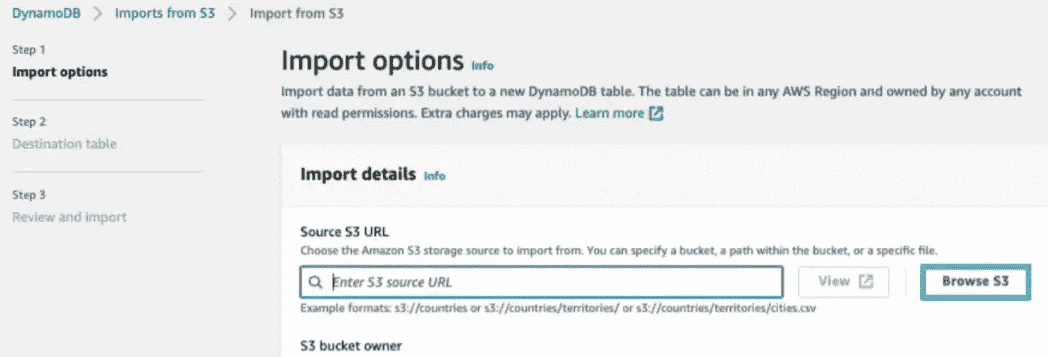 DynamoDB > Imports from S3 > Import from S3
Step 1
Import options
Step 2
Destination table
Step 3
Review and import
Import options Info
Import data from an S3 bucket to a new DynamoDB table. The table can be in any AWS Region and owned by any account
with read permissions. Extra charges may apply. Learn more
Import details Info
Source S3 URL
Choose the Amazon S3 storage source to import from. You can specify a bucket, a path within the bucket, or a specific file.
Enter S3 source URL
View
Browse S3
Example formats: s3://countries or s3://countries/territories/ or s3://countries/territories/cities.csv
S3 bucket owner